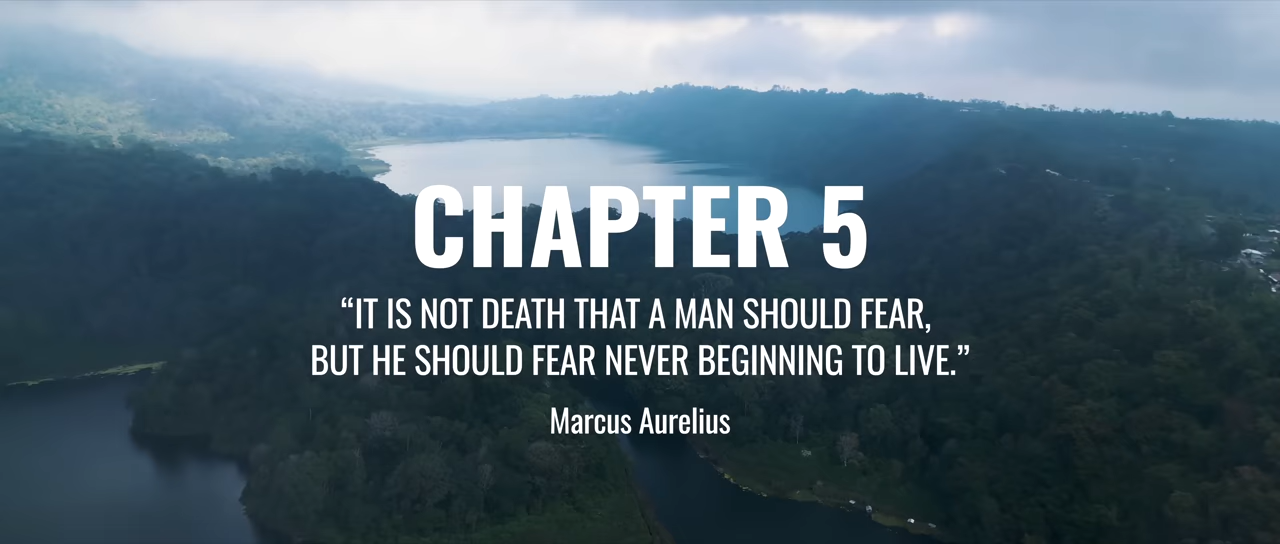 CHAPTER 5
“IT IS NOT DEATH THAT A MAN SHOULD FEAR,
BUT HE SHOULD FEAR NEVER BEGINNING TO LIVE.”
Marcus Aurelius